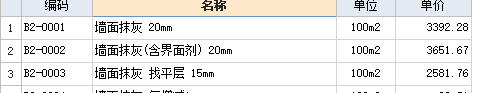 编码 名称 单位 单价
1 B2-0001 墙面抹灰 20mm 100m2 3392.28
2 B2-0002 墙面抹灰(含界面剂) 20mm 100m2 3651.67
3 B2-0003 墙面抹灰 找平层 15mm 100m2 2581.76